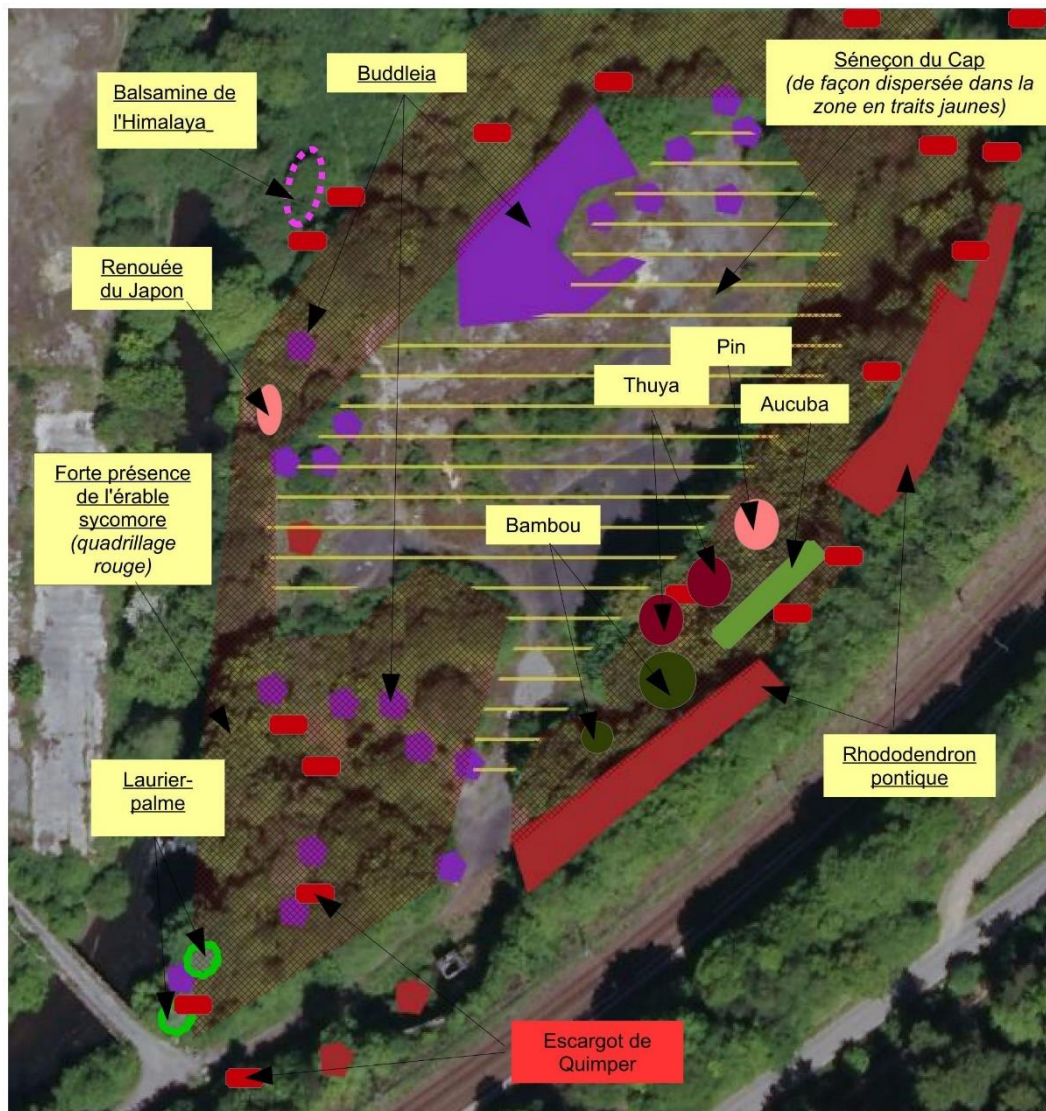 Balsamine de
l'Himalaya
Buddleia
Séneçon du Cap
(de façon dispersée dans la
zone en traits jaunes)
Renouée
du Japon
Pin
Thuya
Aucuba
Forte présence
de l'érable
sycomore
(quadrillage
rouge)
Bambou
Laurier-
palme
Rhododendron
pontique
Escargot de
Quimper